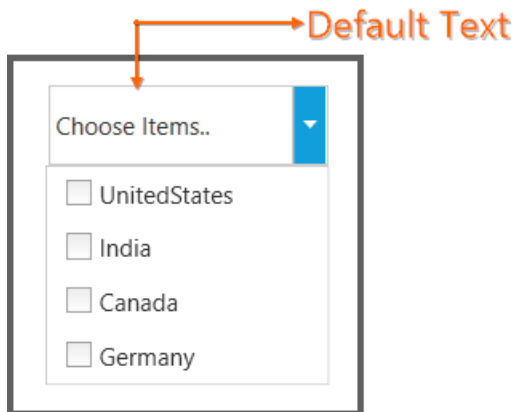 Default Text
Choose Items..
UnitedStates
India
Canada
Germany